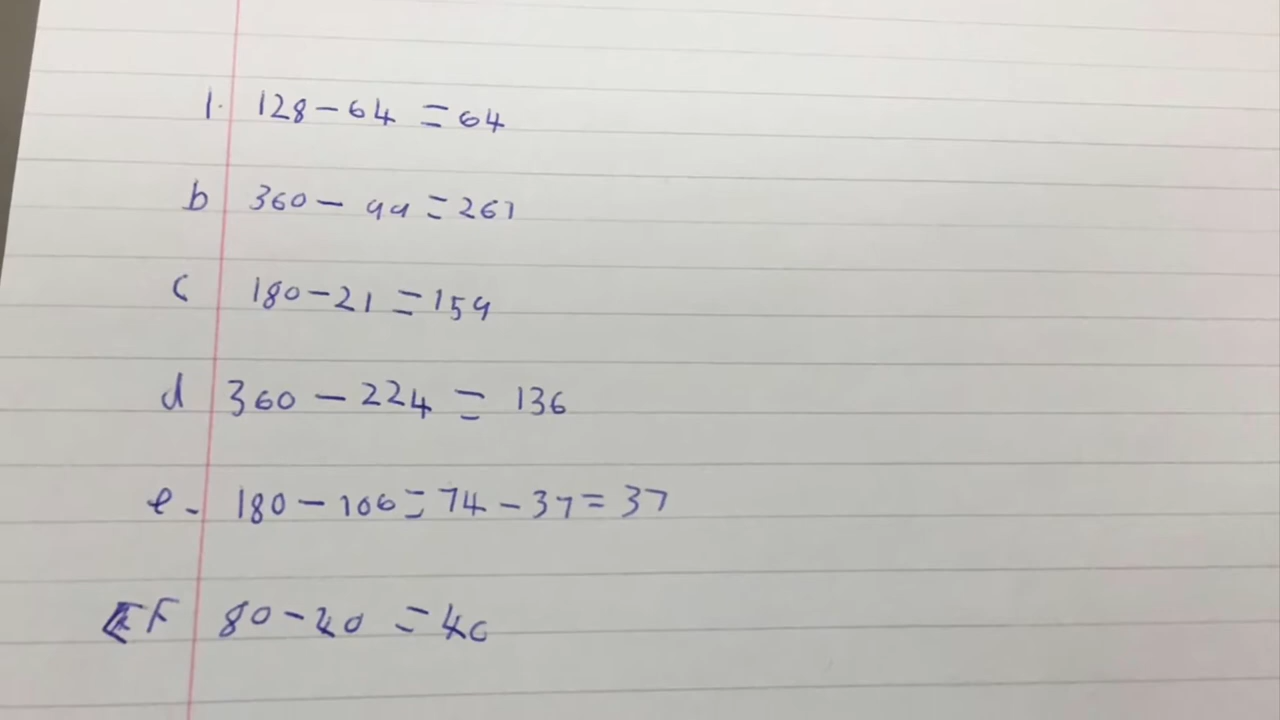 1. 128 - 64 = 64
b 360 - 99 = 261
c 180 - 21 = 159
d 360 - 224 = 136
e - 180 - 106 = 74 - 37 = 37
F 80 - 40 = 40